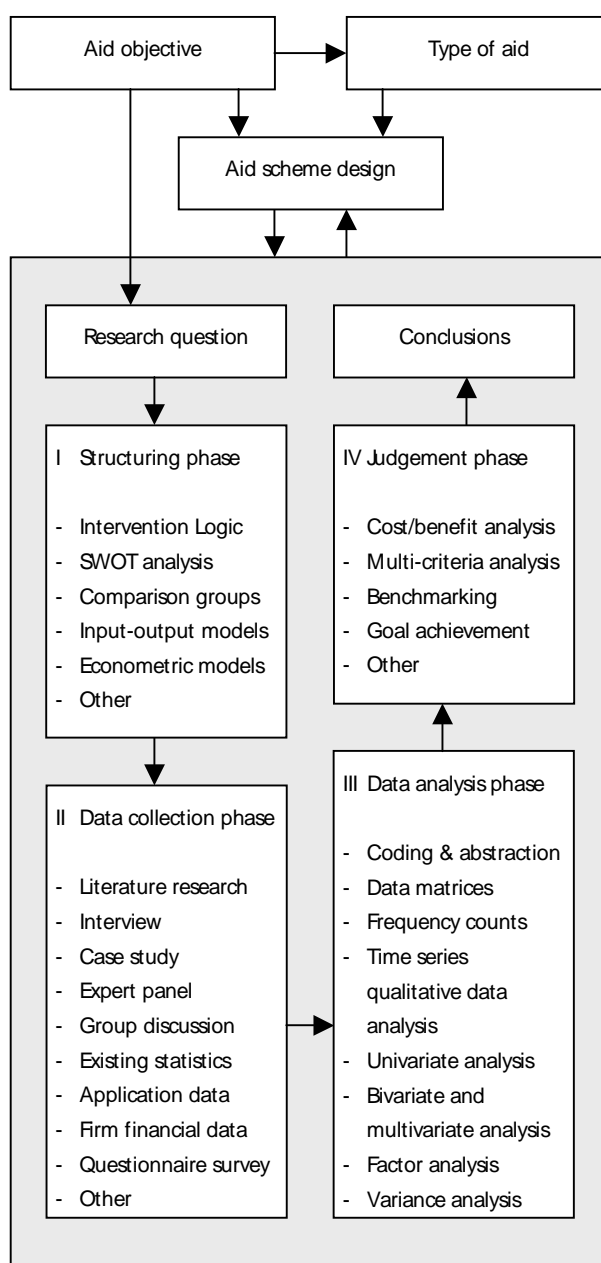 Aid objective
Type of aid
Aid scheme design
Research question
Conclusions
I Structuring phase
- Intervention Logic
- SWOT analysis
- Comparison groups
- Input-output models
- Econometric models
- Other
IV Judgement phase
- Cost/benefit analysis
- Multi-criteria analysis
- Benchmarking
- Goal achievement
- Other
II Data collection phase
- Literature research
- Interview
- Case study
- Expert panel
- Group discussion
- Existing statistics
- Application data
- Firm financial data
- Questionnaire survey
- Other
III Data analysis phase
- Coding & abstraction
- Data matrices
- Frequency counts
- Time series
qualitative data
analysis
- Univariate analysis
- Bivariate and
multivariate analysis
- Factor analysis
- Variance analysis